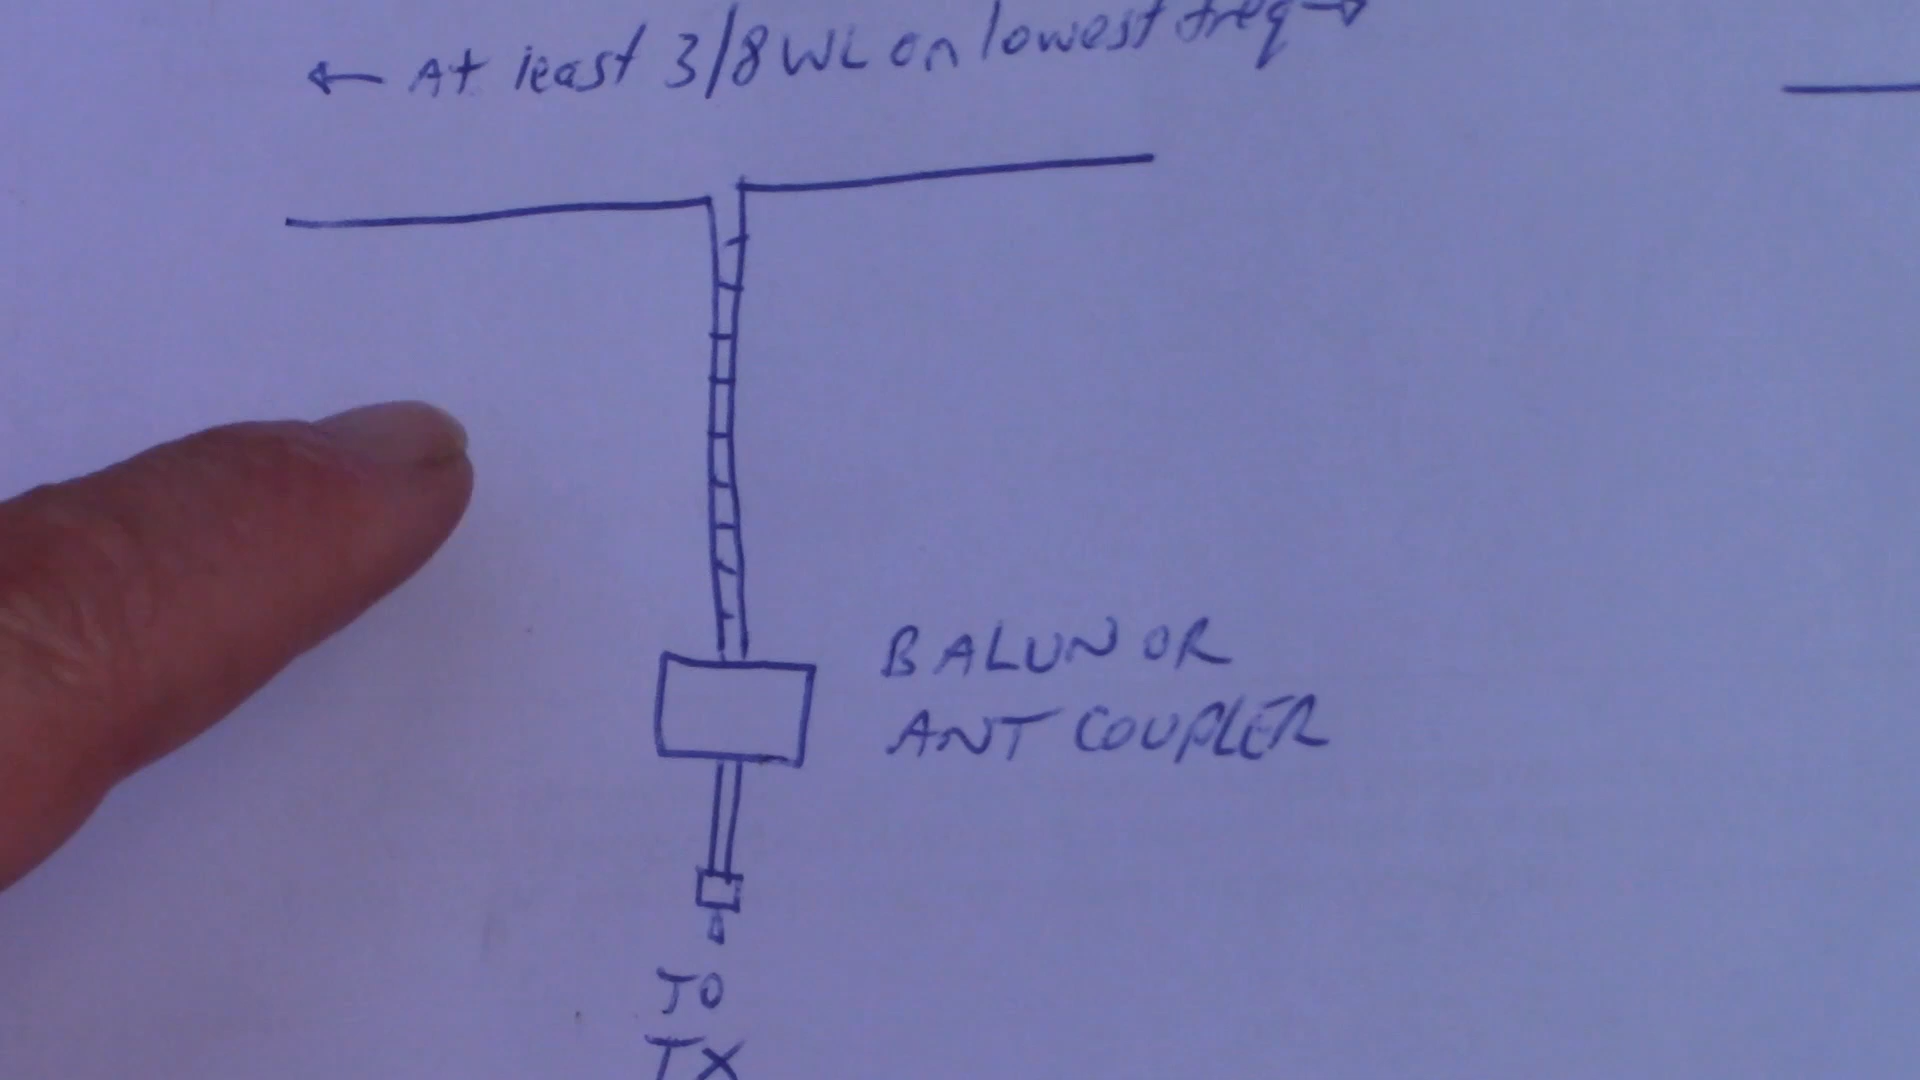 ← At least 3/8 WL on lowest freq →
BALUN OR
ANT COUPLER
TO
TX